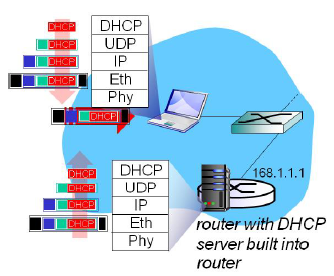 DHCP
DHCP
DHCP
DHCP
DHCP
DHCP
UDP
IP
Eth
Phy
168.1.1.1
DHCP
DHCP
DHCP
DHCP
DHCP
UDP
IP
Eth
Phy
router with DHCP
server built into
router